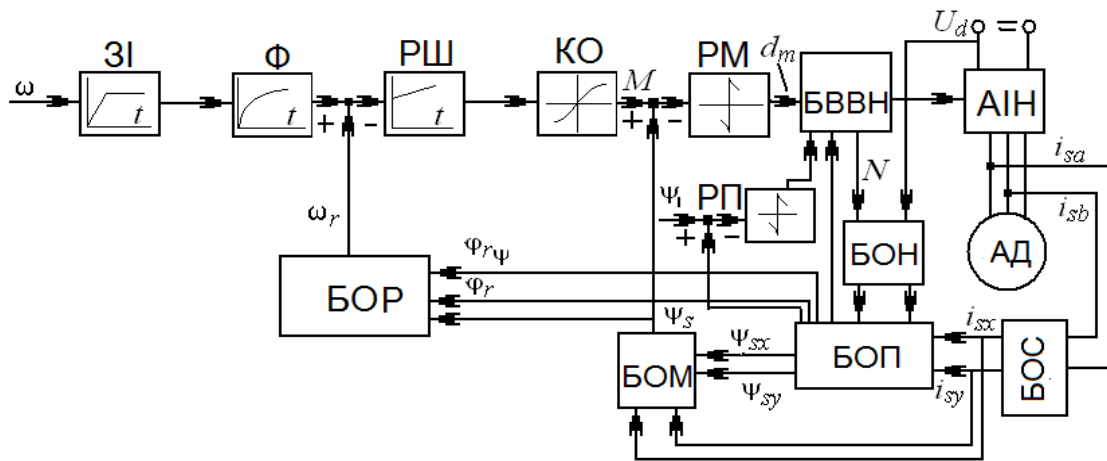 ЗІ Ф РШ КО РМ
U_d =
ω t t t M d_m БВВН АІН
+ − + −
i_sa
ω_r ψ_1 РП N i_sb
+ −
БОН АД
φ_rψ
БОР φ_r
ψ_s
ψ_sx БОП i_sx БОС
БОМ
ψ_sy i_sy